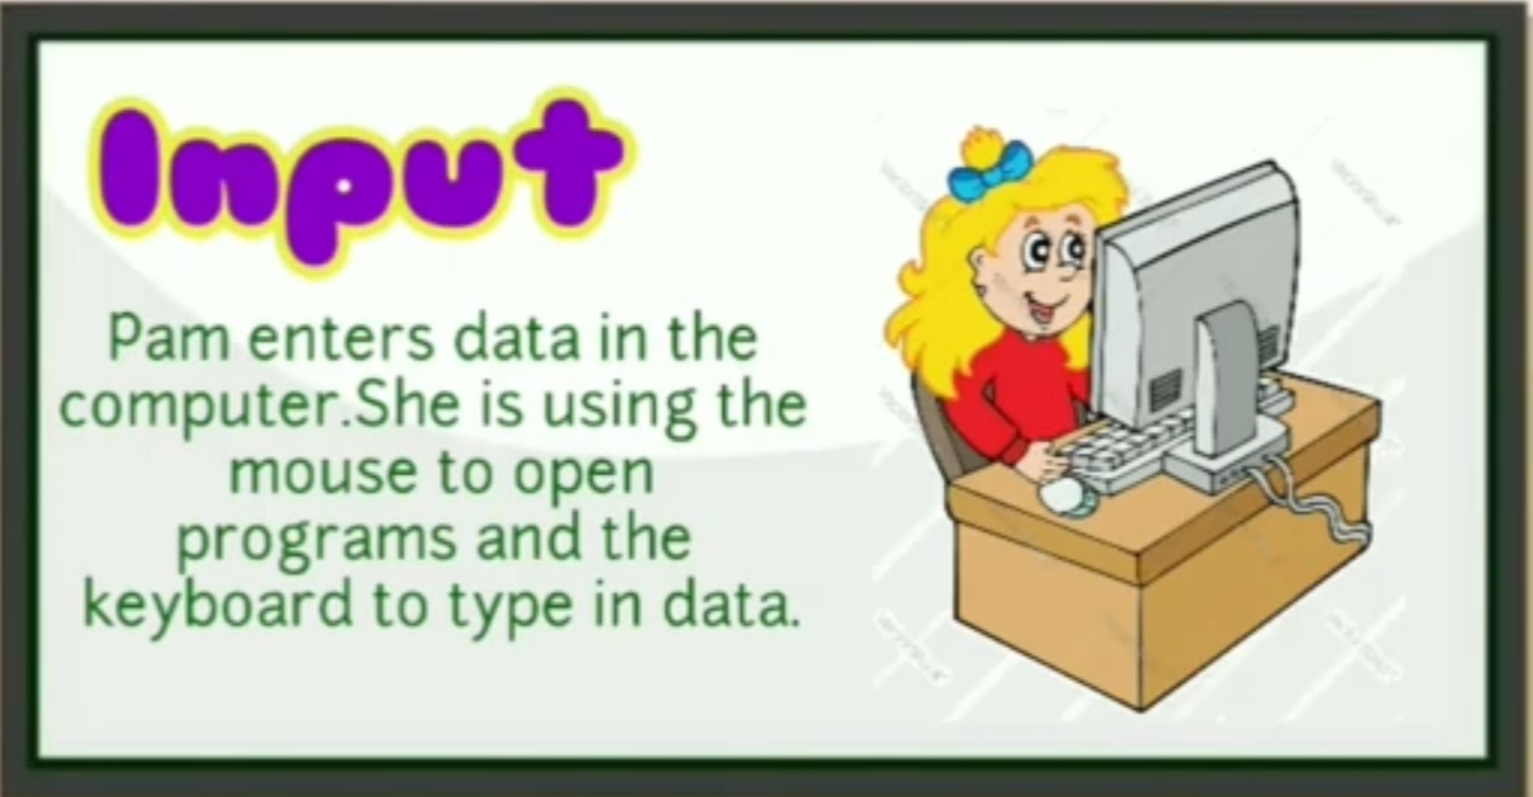 Input
Pam enters data in the
computer.She is using the
mouse to open
programs and the
keyboard to type in data.